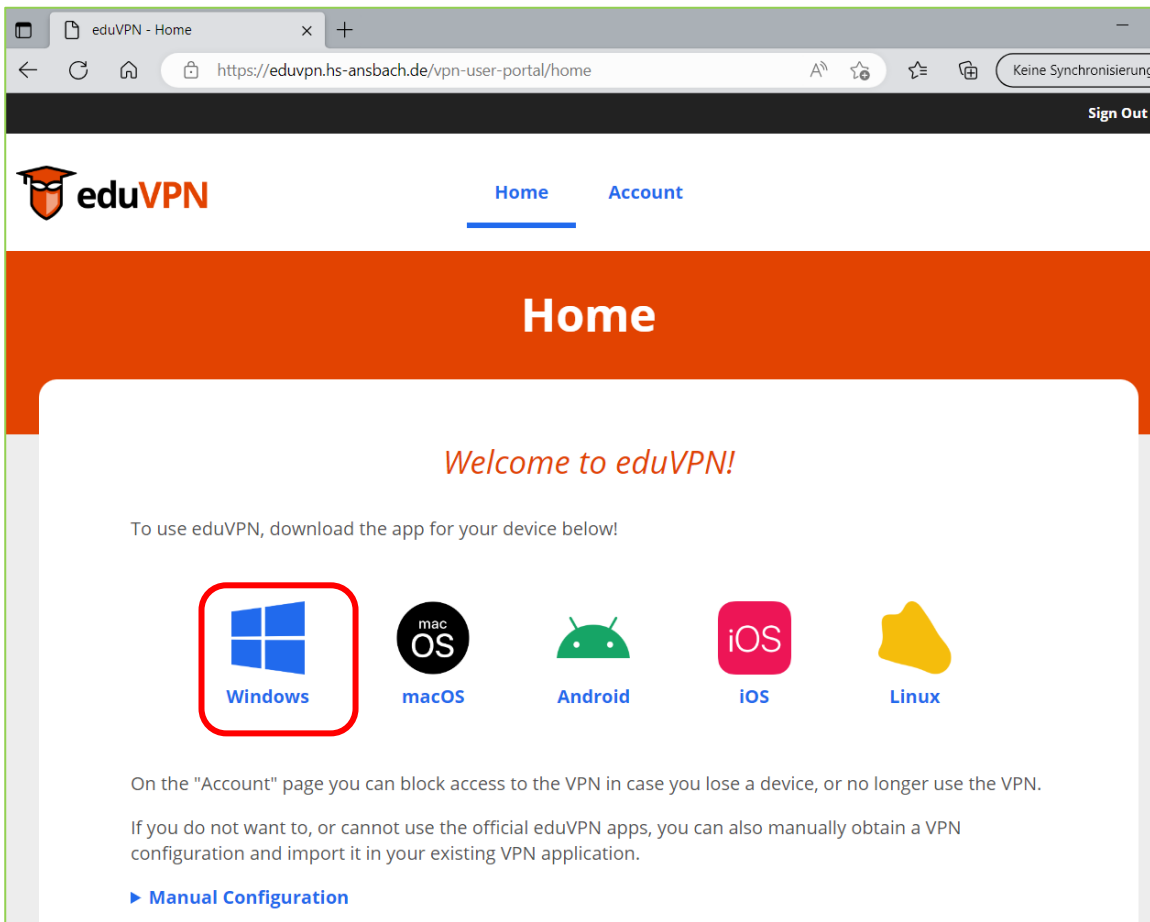 eduVPN - Home
https://eduvpn.hs-ansbach.de/vpn-user-portal/home
Keine Synchronisierung
Sign Out
eduVPN
Home Account
Home
Welcome to eduVPN!
To use eduVPN, download the app for your device below!
mac
OS
iOS
Windows macOS Android iOS Linux
On the "Account" page you can block access to the VPN in case you lose a device, or no longer use the VPN.
If you do not want to, or cannot use the official eduVPN apps, you can also manually obtain a VPN
configuration and import it in your existing VPN application.
Manual Configuration